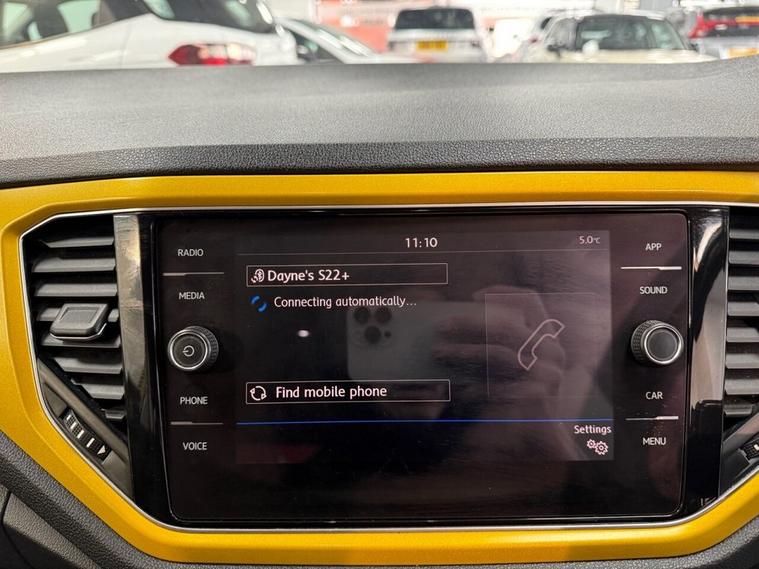 11:10
5.0°C
RADIO
MEDIA
PHONE
VOICE
Dayne's S22+
Connecting automatically...
Find mobile phone
Settings
APP
SOUND
CAR
MENU